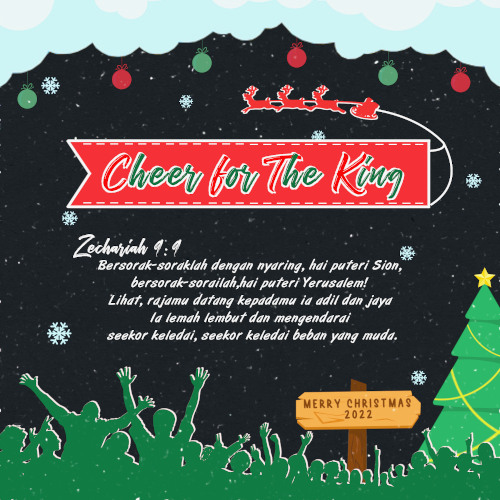 Cheer for The King
Zechariah 9:9
Bersorak-soraklah dengan nyaring, hai puteri Sion,
bersorak-sorailah,hai puteri Yerusalem!
Lihat, rajamu datang kepadamu ia adil dan jaya
Ia lemah lembut dan mengendarai
seekor keledai, seekor keledai beban yang muda.
MERRY CHRISTMAS
2022